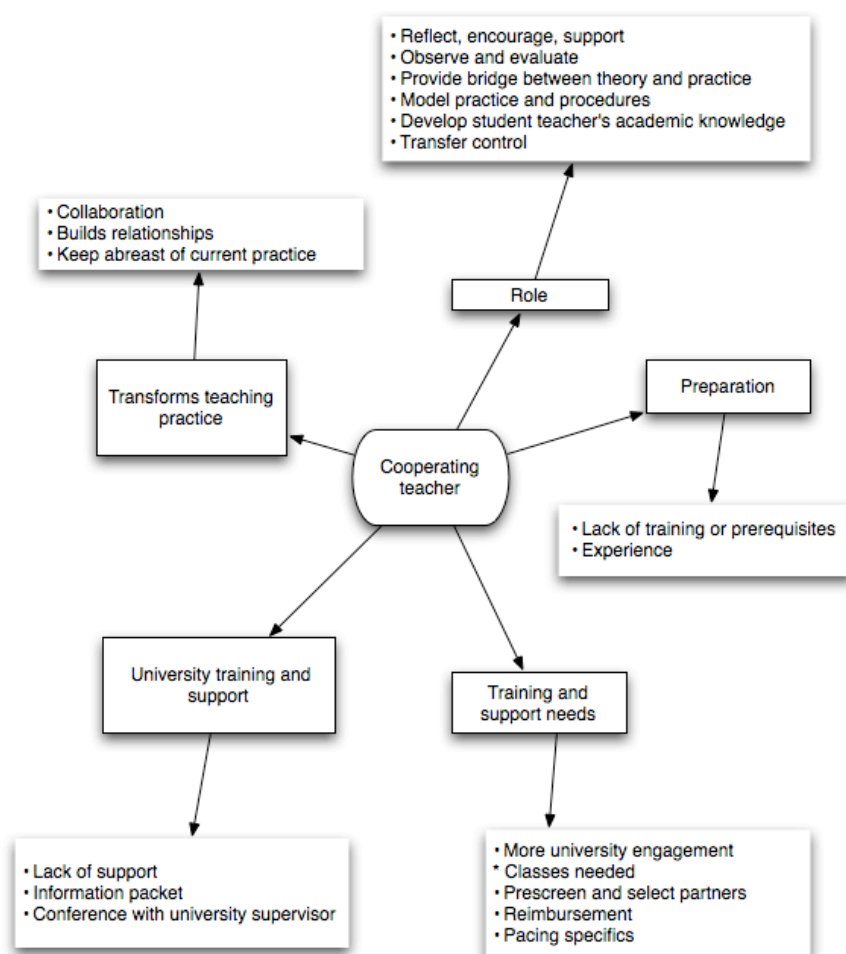 • Reflect, encourage, support
• Observe and evaluate
• Provide bridge between theory and practice
• Model practice and procedures
• Develop student teacher's academic knowledge
• Transfer control
• Collaboration
• Builds relationships
• Keep abreast of current practice
Role
Transforms teaching
practice
Preparation
Cooperating
teacher
• Lack of training or prerequisites
• Experience
University training and
support
Training and
support needs
• Lack of support
• Information packet
• Conference with university supervisor
• More university engagement
* Classes needed
• Prescreen and select partners
• Reimbursement
• Pacing specifics